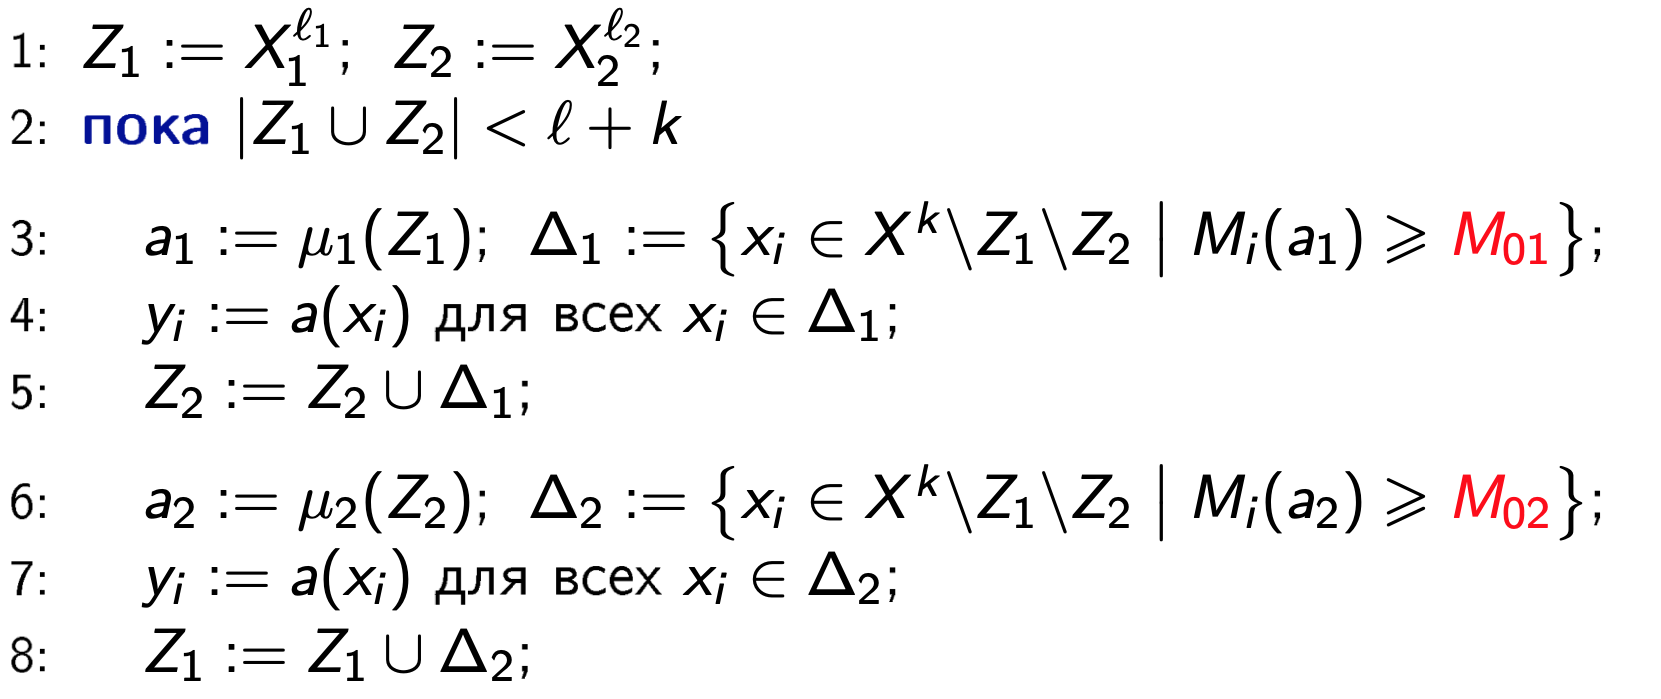 1: Z₁ := X₁^ℓ₁; Z₂ := X₂^ℓ₂;
2: пока |Z₁ ∪ Z₂| < ℓ + k
3: a₁ := μ₁(Z₁); Δ₁ := {xᵢ ∈ Xᵏ\Z₁\Z₂ | Mᵢ(a₁) ⩾ M₀₁};
4: yᵢ := a(xᵢ) для всех xᵢ ∈ Δ₁;
5: Z₂ := Z₂ ∪ Δ₁;
6: a₂ := μ₂(Z₂); Δ₂ := {xᵢ ∈ Xᵏ\Z₁\Z₂ | Mᵢ(a₂) ⩾ M₀₂};
7: yᵢ := a(xᵢ) для всех xᵢ ∈ Δ₂;
8: Z₁ := Z₁ ∪ Δ₂;